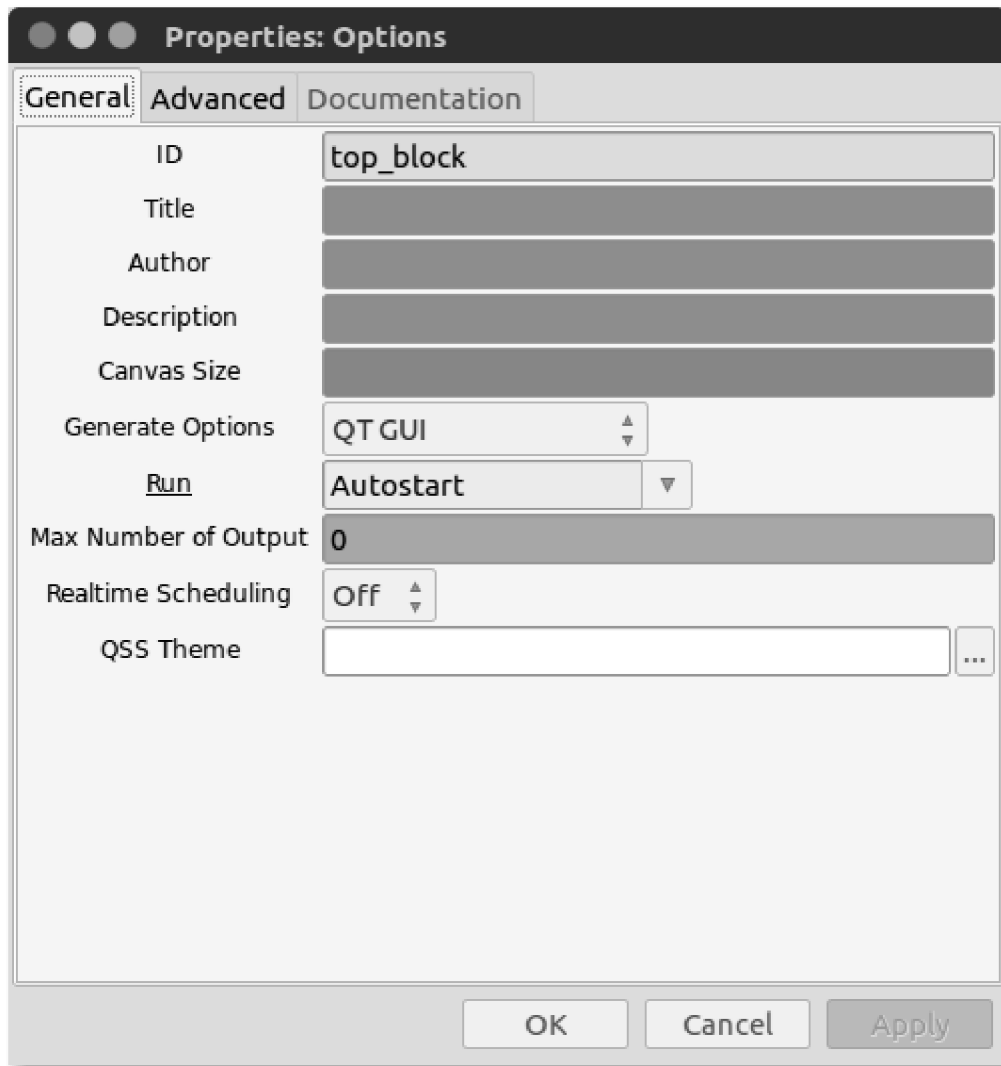 Properties: Options
General Advanced Documentation
ID top_block
Title
Author
Description
Canvas Size
Generate Options QT GUI
Run Autostart
Max Number of Output 0
Realtime Scheduling Off
QSS Theme ...
OK Cancel Apply